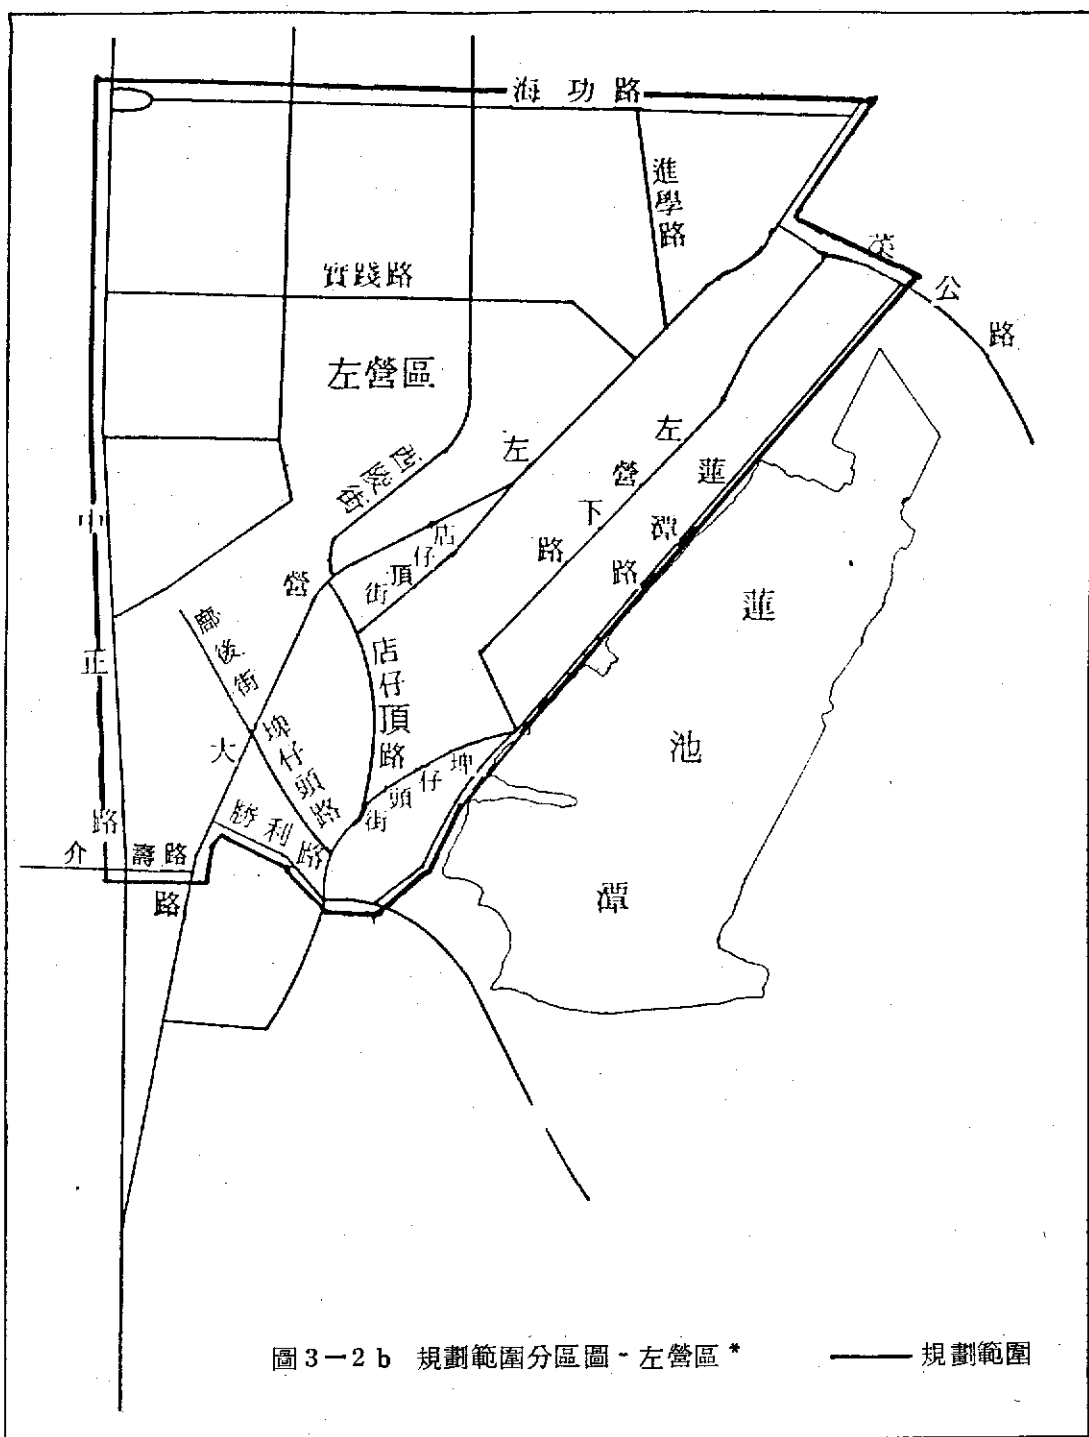 海功路
進學路
實踐路
左營區
英公路
左營大路
左營下路
蓮潭路
店仔頂街
店仔頂路
廍後街
埤仔頭路
埤仔頭街
勝利路
中正路
介壽路
蓮池潭
圖3－2 b 規劃範圍分區圖－左營區*
規劃範圍